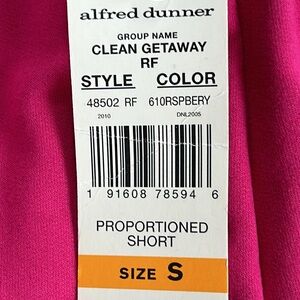 alfred dunner
GROUP NAME
CLEAN GETAWAY
RF
STYLE COLOR
48502 RF 610RSPBERY
2010 DNL2005
1 91608 78594 6
PROPORTIONED
SHORT
SIZE S